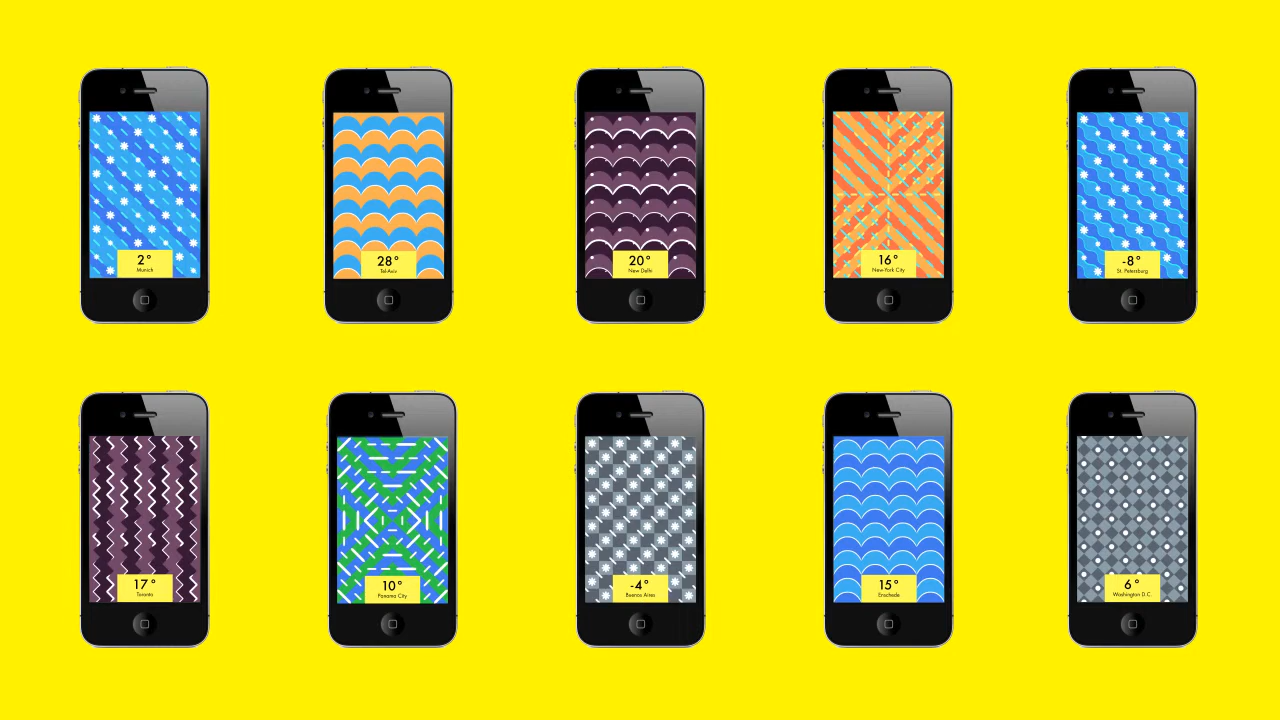 2°
Munich
28°
Tel-Aviv
20°
New Delhi
16°
New-York City
-8°
St. Petersburg
17°
Toronto
10°
Panama City
-4°
Buenos Aires
15°
Enschede
6°
Washington D.C.